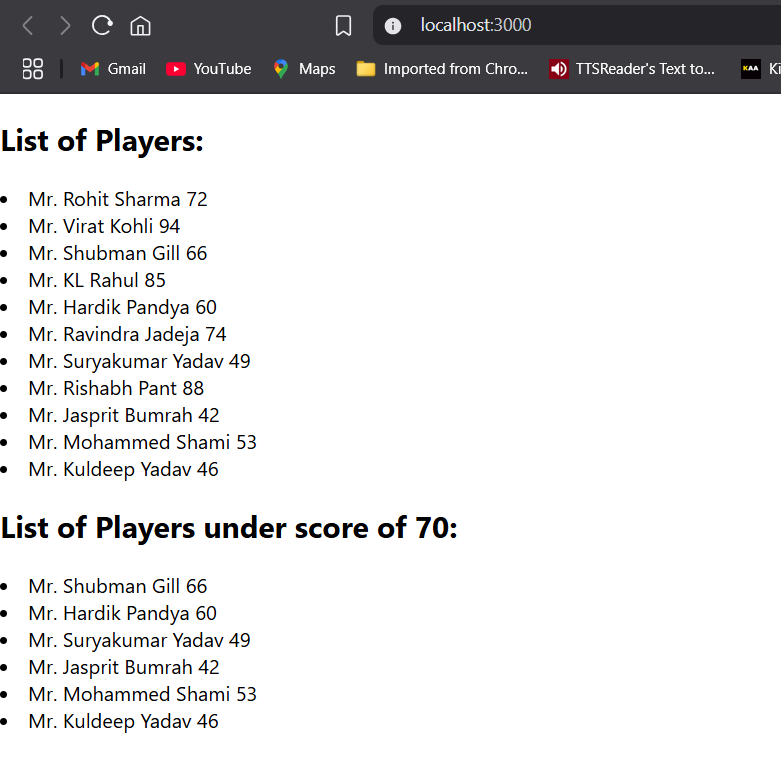 localhost:3000
Gmail YouTube Maps Imported from Chro... TTSReader's Text to... KAA Ki
List of Players:
Mr. Rohit Sharma 72
Mr. Virat Kohli 94
Mr. Shubman Gill 66
Mr. KL Rahul 85
Mr. Hardik Pandya 60
Mr. Ravindra Jadeja 74
Mr. Suryakumar Yadav 49
Mr. Rishabh Pant 88
Mr. Jasprit Bumrah 42
Mr. Mohammed Shami 53
Mr. Kuldeep Yadav 46
List of Players under score of 70:
Mr. Shubman Gill 66
Mr. Hardik Pandya 60
Mr. Suryakumar Yadav 49
Mr. Jasprit Bumrah 42
Mr. Mohammed Shami 53
Mr. Kuldeep Yadav 46